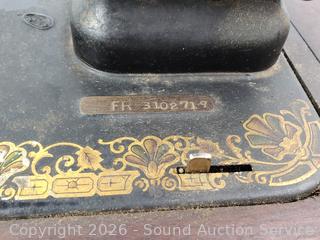 FR 3102719
Copyright 2026 - Sound Auction Service